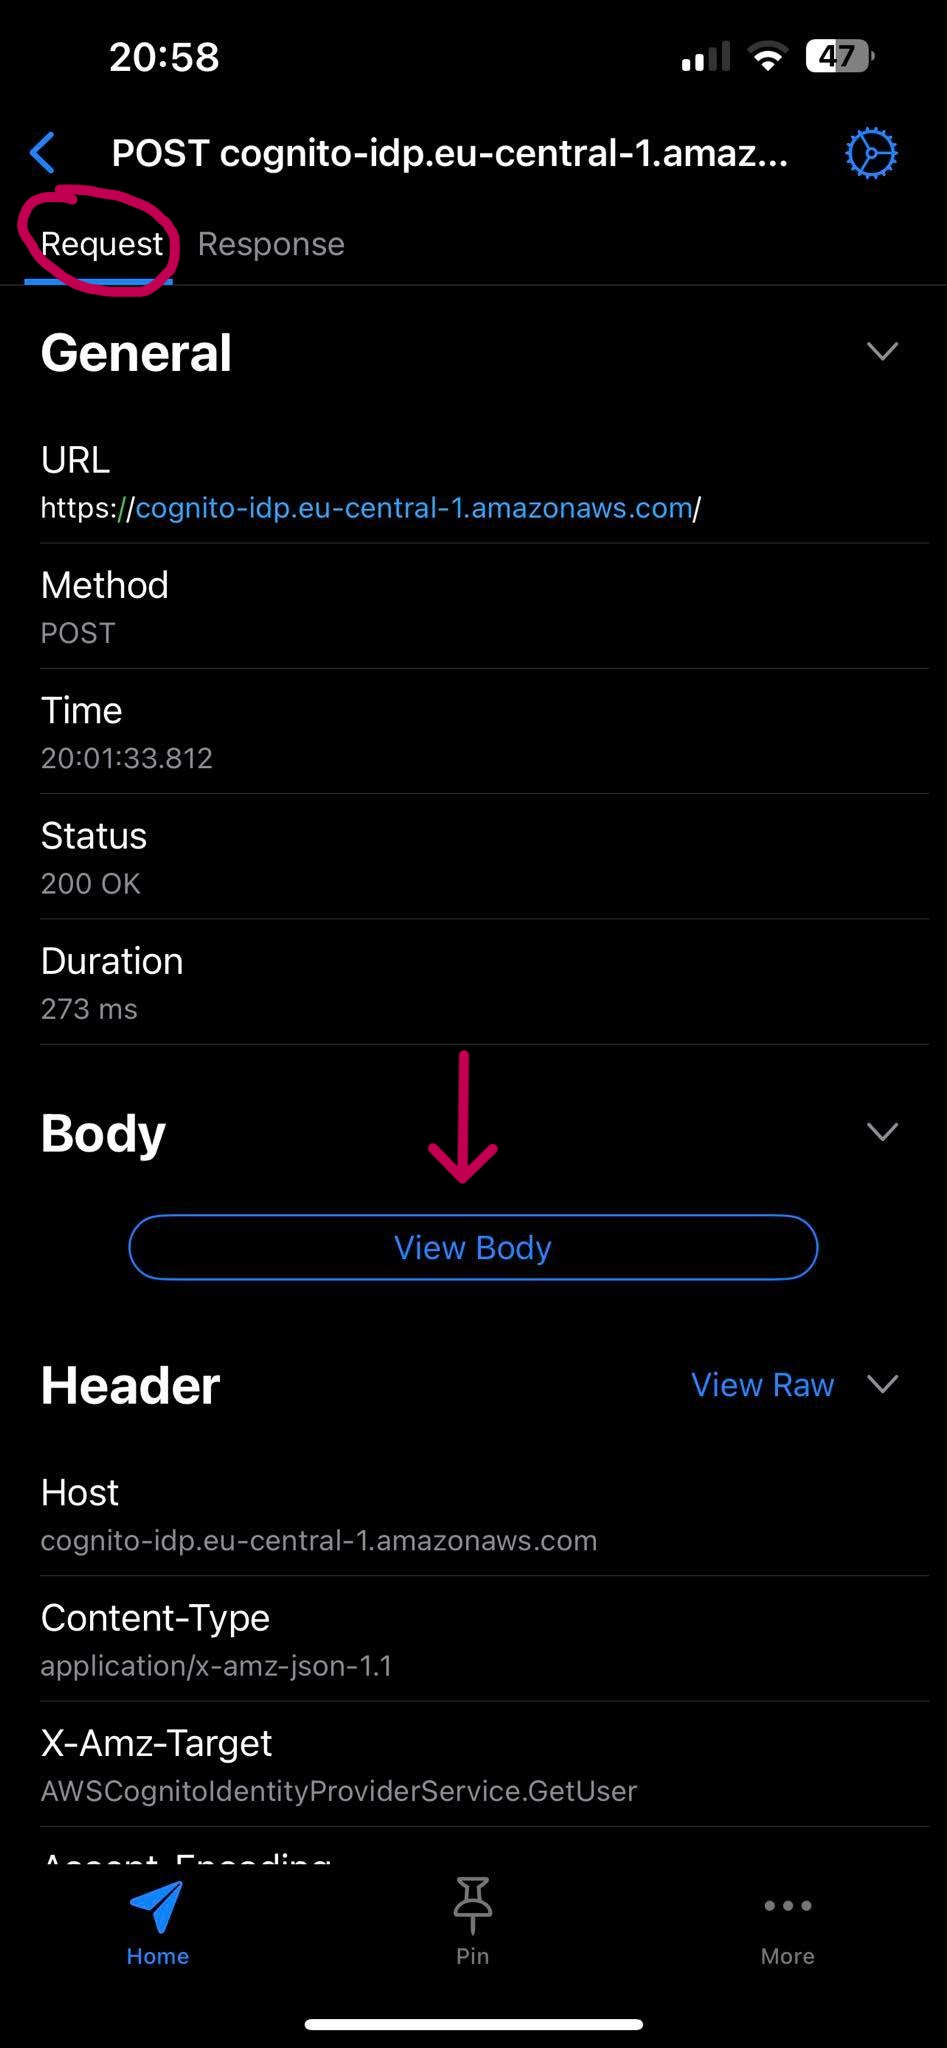 20:58
47
POST cognito-idp.eu-central-1.amaz...
Request Response
General
URL
https://cognito-idp.eu-central-1.amazonaws.com/
Method
POST
Time
20:01:33.812
Status
200 OK
Duration
273 ms
Body
View Body
Header View Raw
Host
cognito-idp.eu-central-1.amazonaws.com
Content-Type
application/x-amz-json-1.1
X-Amz-Target
AWSCognitoIdentityProviderService.GetUser
Accept-Encoding
Home Pin More